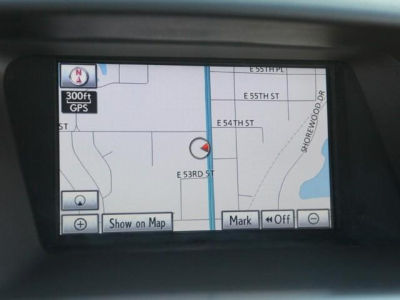 N
E 55TH PL
300ft
GPS
E 55TH ST
ST
E 54TH ST
SHOREWOOD DR
E 53RD ST
Show on Map
Mark
Off